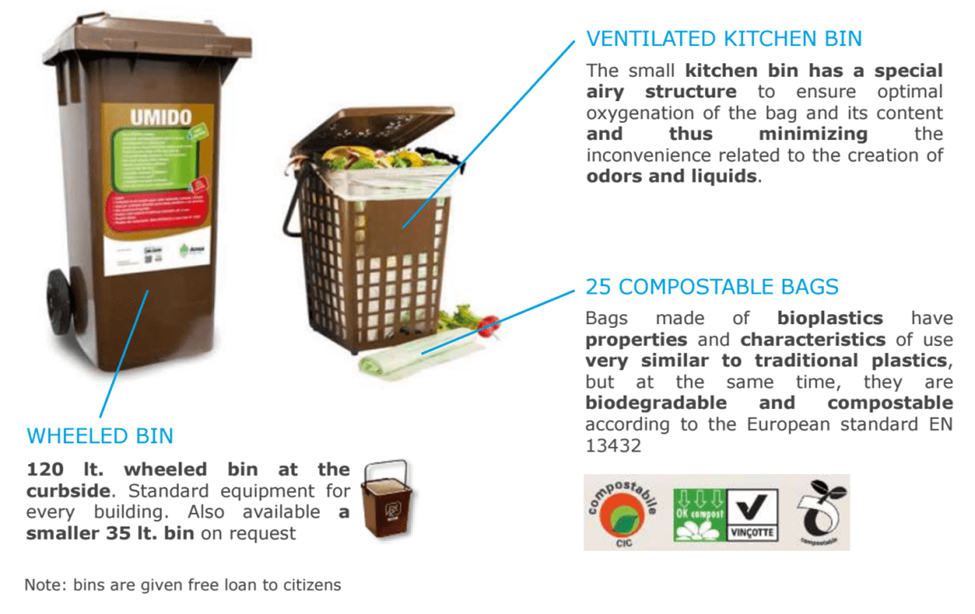 VENTILATED KITCHEN BIN
The small kitchen bin has a special
airy structure to ensure optimal
oxygenation of the bag and its content
and thus minimizing the
inconvenience related to the creation of
odors and liquids.
UMIDO
25 COMPOSTABLE BAGS
Bags made of bioplastics have
properties and characteristics of use
very similar to traditional plastics,
but at the same time, they are
biodegradable and compostable
according to the European standard EN
13432
WHEELED BIN
120 lt. wheeled bin at the
curbside. Standard equipment for
every building. Also available a
smaller 35 lt. bin on request
compostabile
CIC
OK compost
VINÇOTTE
compostable
Note: bins are given free loan to citizens